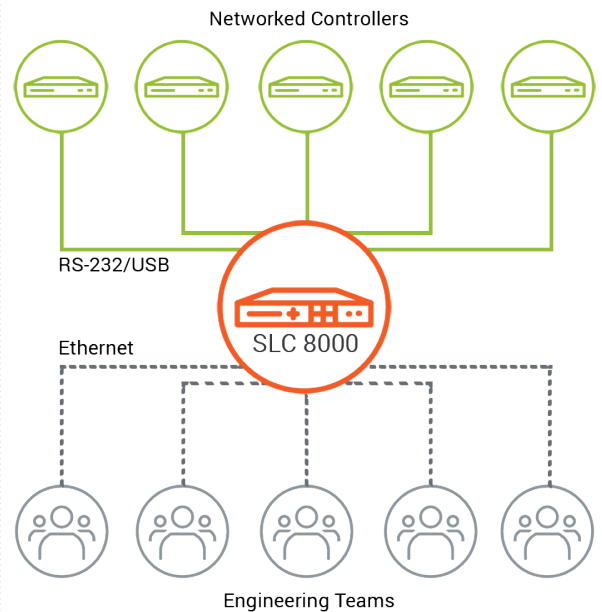 Networked Controllers
RS-232/USB
SLC 8000
Ethernet
Engineering Teams